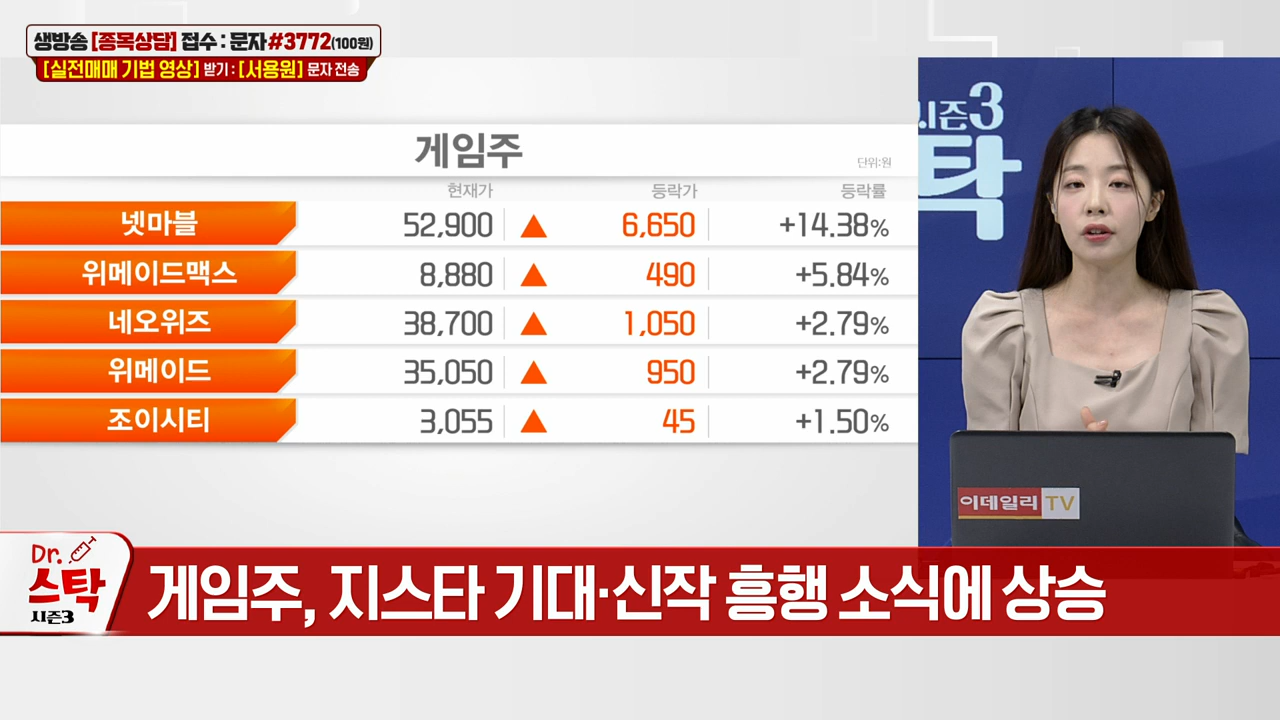 생방송 [종목상담] 접수 : 문자#3772(100원)
[실전매매 기법 영상] 받기 : [서용원] 문자 전송
게임주
단위:원
현재가 등락가 등락률
넷마블 52,900 ▲ 6,650 +14.38%
위메이드맥스 8,880 ▲ 490 +5.84%
네오위즈 38,700 ▲ 1,050 +2.79%
위메이드 35,050 ▲ 950 +2.79%
조이시티 3,055 ▲ 45 +1.50%
시즌3
탁
이데일리 TV
Dr.
스탁
시즌3
게임주, 지스타 기대·신작 흥행 소식에 상승